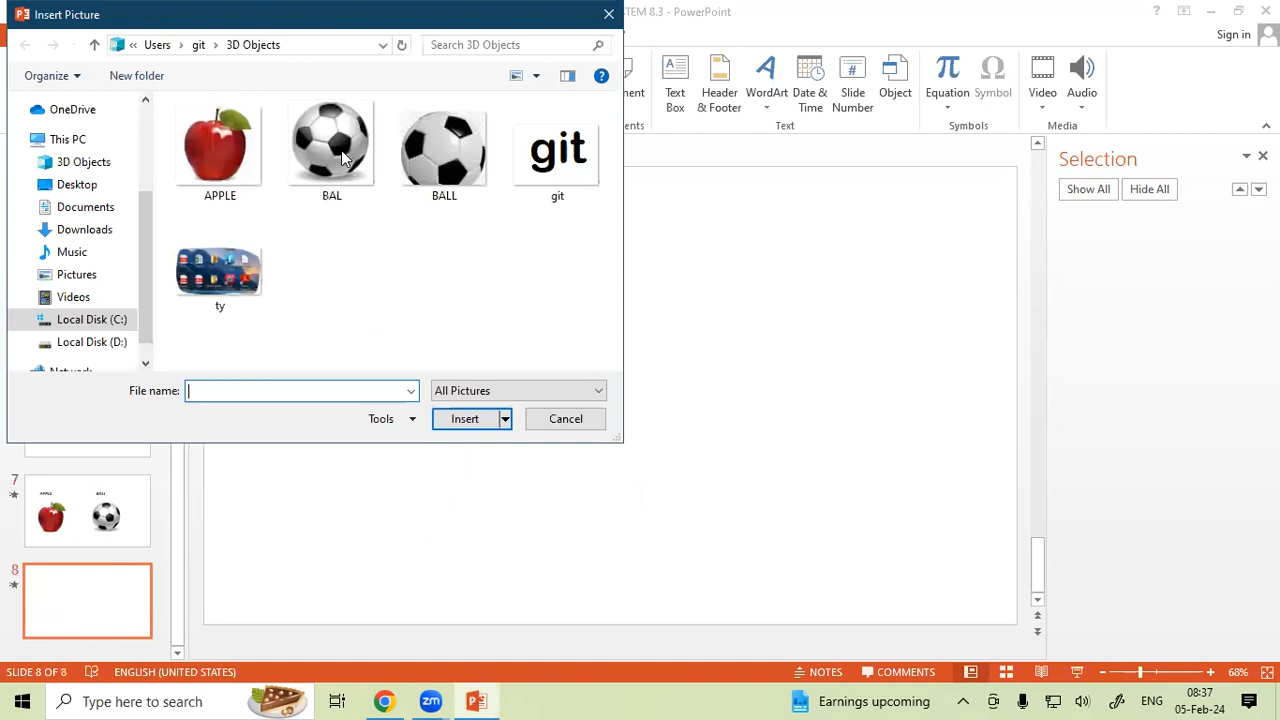 Insert Picture
STEM 8.3 - PowerPoint
?
Sign in
Users git 3D Objects
Search 3D Objects
Organize
New folder
Text Box
Header & Footer
WordArt
Date & Time
Slide Number
Object
Equation
Symbol
Video
Audio
Text
Symbols
Media
OneDrive
This PC
3D Objects
Desktop
Documents
Downloads
Music
Pictures
Videos
Local Disk (C:)
Local Disk (D:)
git
APPLE
BAL
BALL
git
ty
File name:
All Pictures
Tools
Insert
Cancel
Selection
Show All
Hide All
7
APPLE
BALL
8
SLIDE 8 OF 8
ENGLISH (UNITED STATES)
NOTES
COMMENTS
68%
Type here to search
zm
Earnings upcoming
ENG
08:37
05-Feb-24